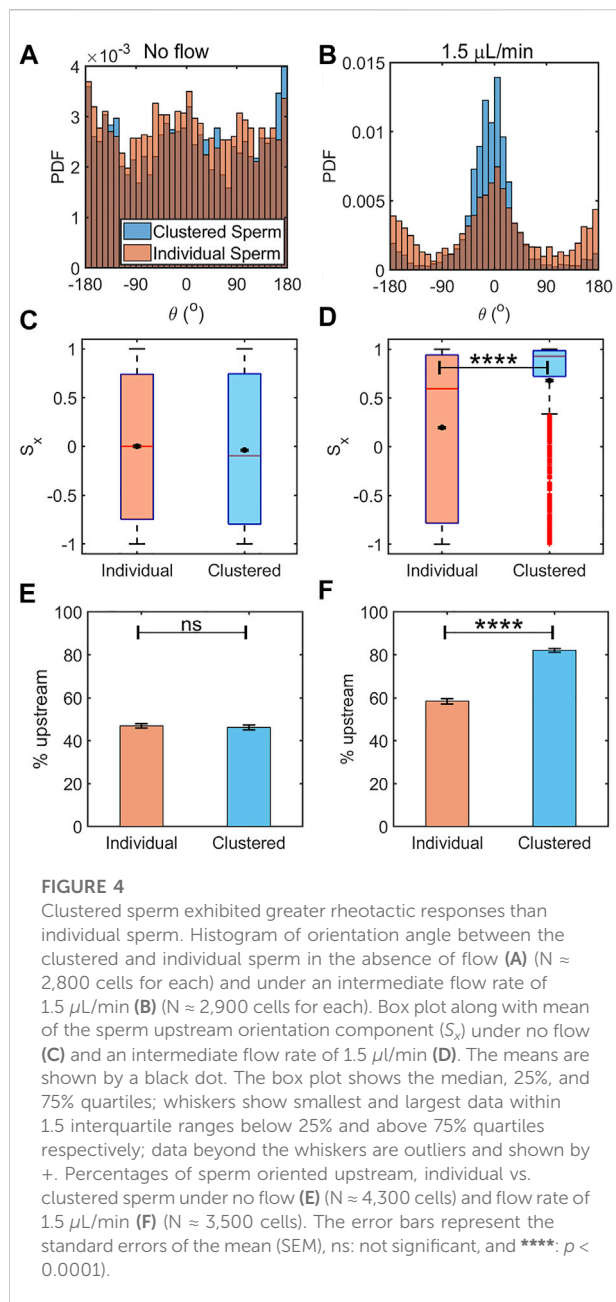 A No flow
×10⁻³
4
3
2
1
0
PDF
Clustered Sperm
Individual Sperm
-180 -90 0 90 180
θ (°)
B 1.5 μL/min
0.015
0.01
0.005
0
PDF
-180 -90 0 90 180
θ (°)
C
1
0.5
0
-0.5
-1
Sx
Individual Clustered
D
****
1
0.5
0
-0.5
-1
Sx
Individual Clustered
E
ns
100
80
60
40
20
0
% upstream
Individual Clustered
F
****
100
80
60
40
20
0
% upstream
Individual Clustered
FIGURE 4
Clustered sperm exhibited greater rheotactic responses than
individual sperm. Histogram of orientation angle between the
clustered and individual sperm in the absence of flow (A) (N ≈
2,800 cells for each) and under an intermediate flow rate of
1.5 μL/min (B) (N ≈ 2,900 cells for each). Box plot along with mean
of the sperm upstream orientation component (Sx) under no flow
(C) and an intermediate flow rate of 1.5 μl/min (D). The means are
shown by a black dot. The box plot shows the median, 25%, and
75% quartiles; whiskers show smallest and largest data within
1.5 interquartile ranges below 25% and above 75% quartiles
respectively; data beyond the whiskers are outliers and shown by
+. Percentages of sperm oriented upstream, individual vs.
clustered sperm under no flow (E) (N ≈ 4,300 cells) and flow rate of
1.5 μL/min (F) (N ≈ 3,500 cells). The error bars represent the
standard errors of the mean (SEM), ns: not significant, and ****: p <
0.0001).